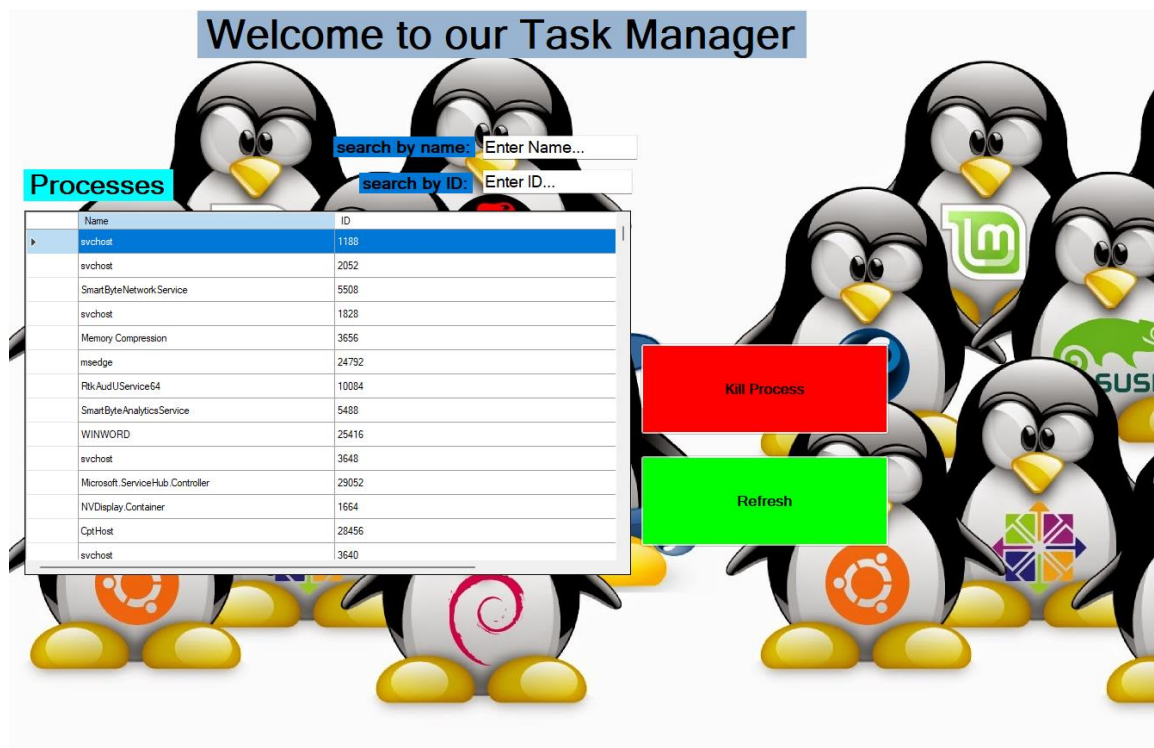 Welcome to our Task Manager
search by name: Enter Name...
Processes
search by ID: Enter ID...
Name ID
svchost 1188
svchost 2052
SmartByteNetworkService 5508
svchost 1828
Memory Compression 3656
msedge 24792
RtkAudUService64 10084
SmartByteAnalyticsService 5488
WINWORD 25416
svchost 3648
Microsoft.ServiceHub.Controller 29052
NVDisplay.Container 1664
CptHost 28456
svchost 3640
Kill Process
Refresh
SUS